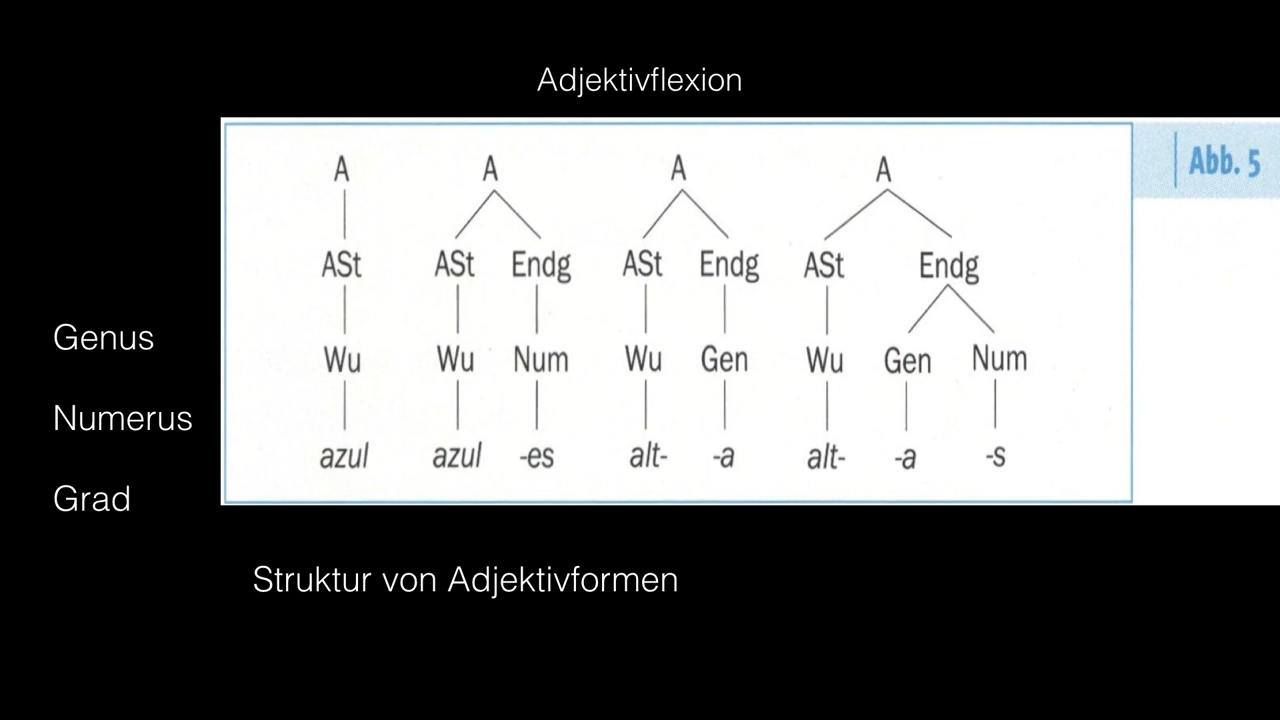 Adjektivflexion
Abb. 5
A A A A
ASt ASt Endg ASt Endg ASt Endg
Wu Wu Num Wu Gen Wu Gen Num
azul azul -es alt- -a alt- -a -s
Genus
Numerus
Grad
Struktur von Adjektivformen